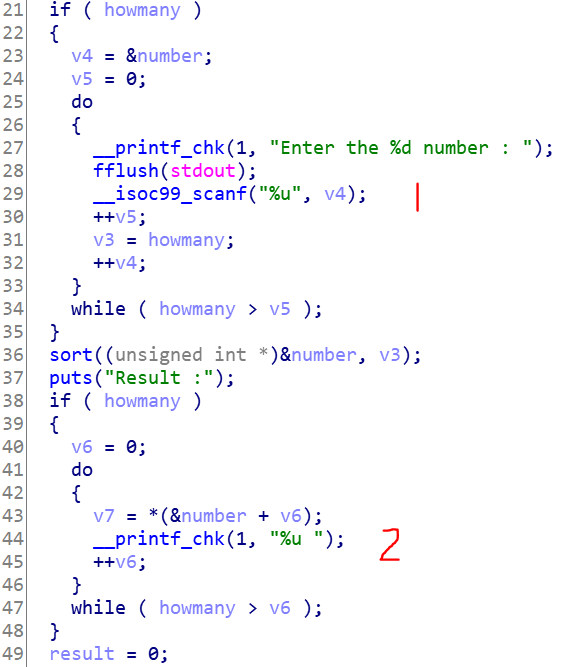 21 if ( howmany )
22 {
23 v4 = &number;
24 v5 = 0;
25 do
26 {
27 __printf_chk(1, "Enter the %d number : ");
28 fflush(stdout);
29 __isoc99_scanf("%u", v4); 1
30 ++v5;
31 v3 = howmany;
32 ++v4;
33 }
34 while ( howmany > v5 );
35 }
36 sort((unsigned int *)&number, v3);
37 puts("Result :");
38 if ( howmany )
39 {
40 v6 = 0;
41 do
42 {
43 v7 = *(&number + v6);
44 __printf_chk(1, "%u "); 2
45 ++v6;
46 }
47 while ( howmany > v6 );
48 }
49 result = 0;